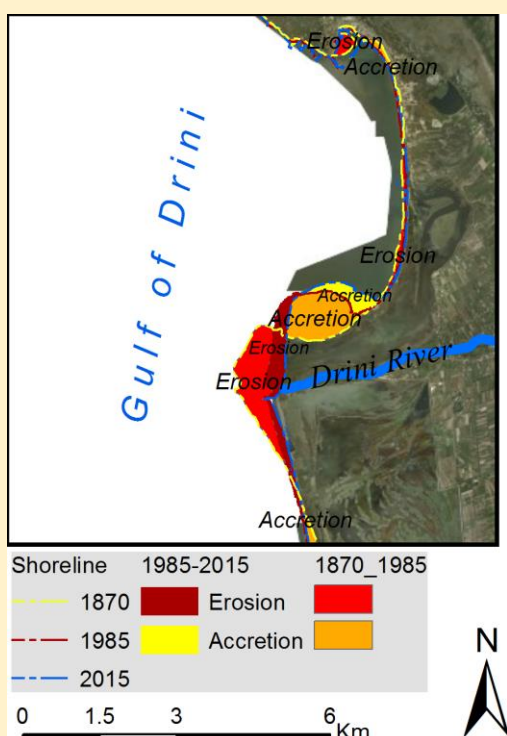 Erosion
Accretion
Gulf of Drini
Erosion
Accretion
Accretion
Erosion
Erosion
Drini River
Accretion
Shoreline 1985-2015 1870_1985
1870 Erosion
1985 Accretion
2015
N
0 1.5 3 6
Km